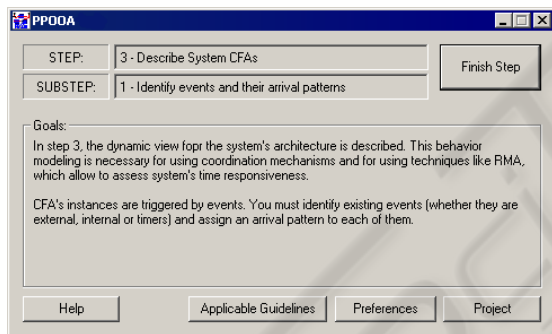 PPOOA
STEP: 3 - Describe System CFAs
Finish Step
SUBSTEP: 1 - Identify events and their arrival patterns
Goals:
In step 3, the dynamic view fopr the system's architecture is described. This behavior
modeling is necessary for using coordination mechanisms and for using techniques like RMA,
which allow to assess system's time responsiveness.
CFA's instances are triggered by events. You must identify existing events (whether they are
external, internal or timers) and assign an arrival pattern to each of them.
Help Applicable Guidelines Preferences Project